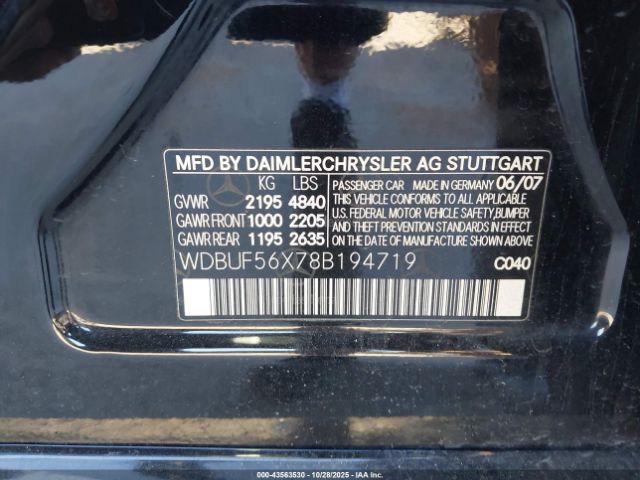 MFD BY DAIMLERCHRYSLER AG STUTTGART
KG LBS
GVWR 2195 4840
GAWR FRONT 1000 2205
GAWR REAR 1195 2635
PASSENGER CAR MADE IN GERMANY 06/07
THIS VEHICLE CONFORMS TO ALL APPLICABLE
U.S. FEDERAL MOTOR VEHICLE SAFETY, BUMPER
AND THEFT PREVENTION STANDARDS IN EFFECT
ON THE DATE OF MANUFACTURE SHOWN ABOVE.
WDBUF56X78B194719 C040
000-43563530 | 10/28/2025 | IAAI.COM